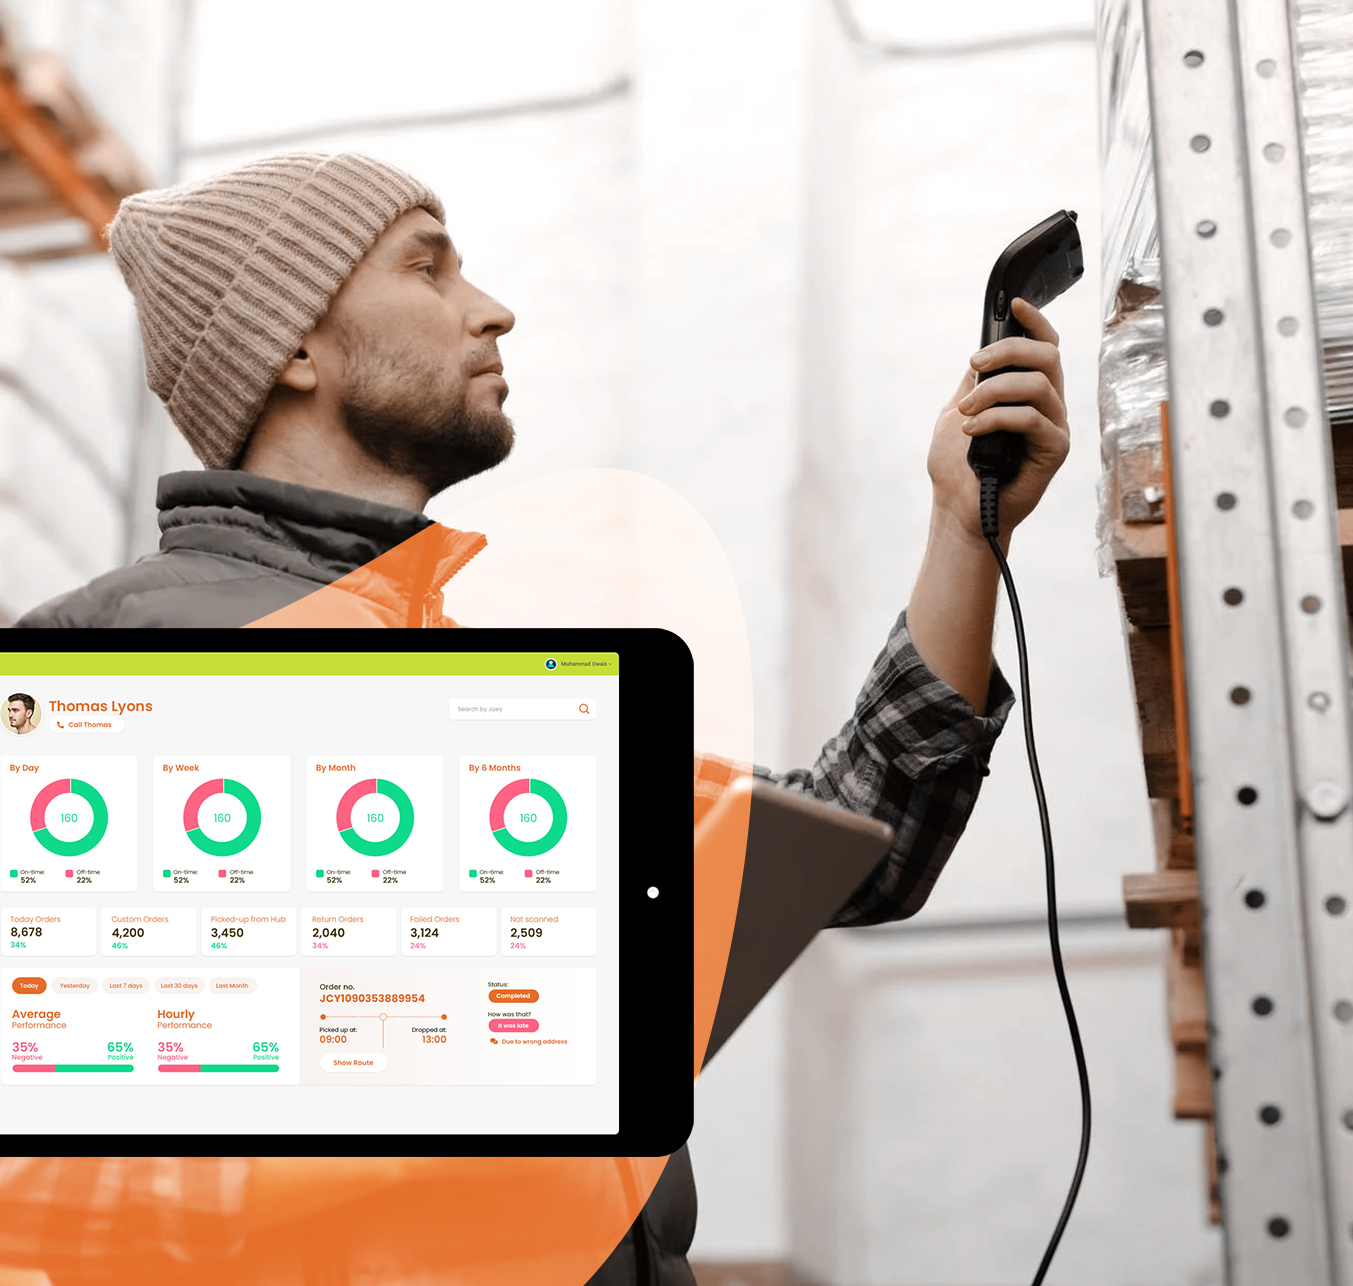 Muhammad Owais
Thomas Lyons
Call Thomas
Search by Joey
By Day
160
On-time:
52%
Off-time
22%
By Week
160
On-time:
52%
Off-time
22%
By Month
160
On-time:
52%
Off-time
22%
By 6 Months
160
On-time:
52%
Off-time
22%
Today Orders
8,678
34%
Custom Orders
4,200
46%
Picked-up from Hub
3,450
46%
Return Orders
2,040
34%
Failed Orders
3,124
24%
Not scanned
2,509
24%
Today
Yesterday
Last 7 days
Last 30 days
Last Month
Average
Performance
35%
Negative
65%
Positive
Hourly
Performance
35%
Negative
65%
Positive
Order no.
JCY1090353889954
Picked up at:
09:00
Dropped at:
13:00
Show Route
Status:
Completed
How was that?
It was late
Due to wrong address